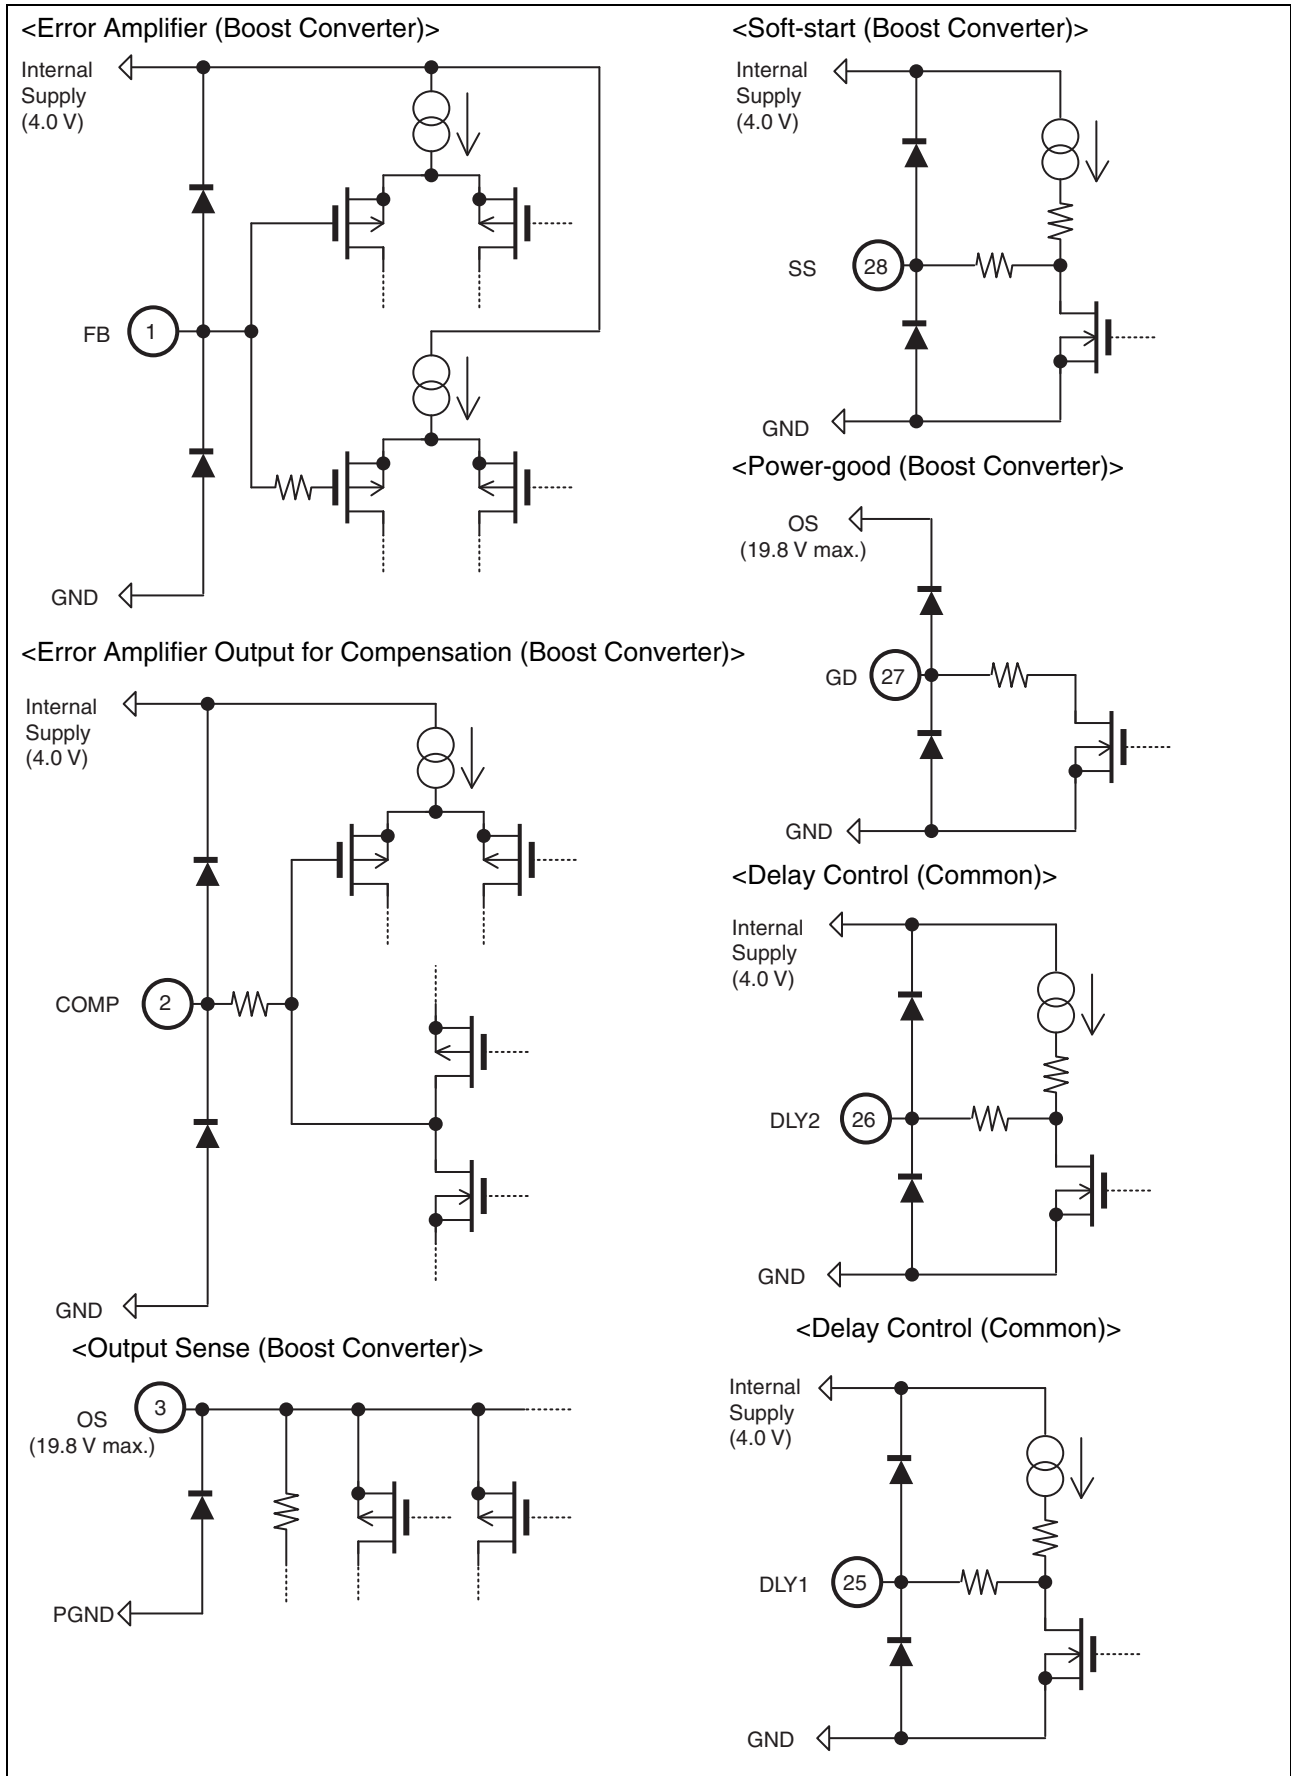 <Error Amplifier (Boost Converter)>
Internal
Supply
(4.0 V)
FB
1
GND
<Error Amplifier Output for Compensation (Boost Converter)>
Internal
Supply
(4.0 V)
COMP
2
GND
<Output Sense (Boost Converter)>
3
OS
(19.8 V max.)
PGND
<Soft-start (Boost Converter)>
Internal
Supply
(4.0 V)
SS
28
GND
<Power-good (Boost Converter)>
OS
(19.8 V max.)
GD
27
GND
<Delay Control (Common)>
Internal
Supply
(4.0 V)
DLY2
26
GND
<Delay Control (Common)>
Internal
Supply
(4.0 V)
DLY1
25
GND